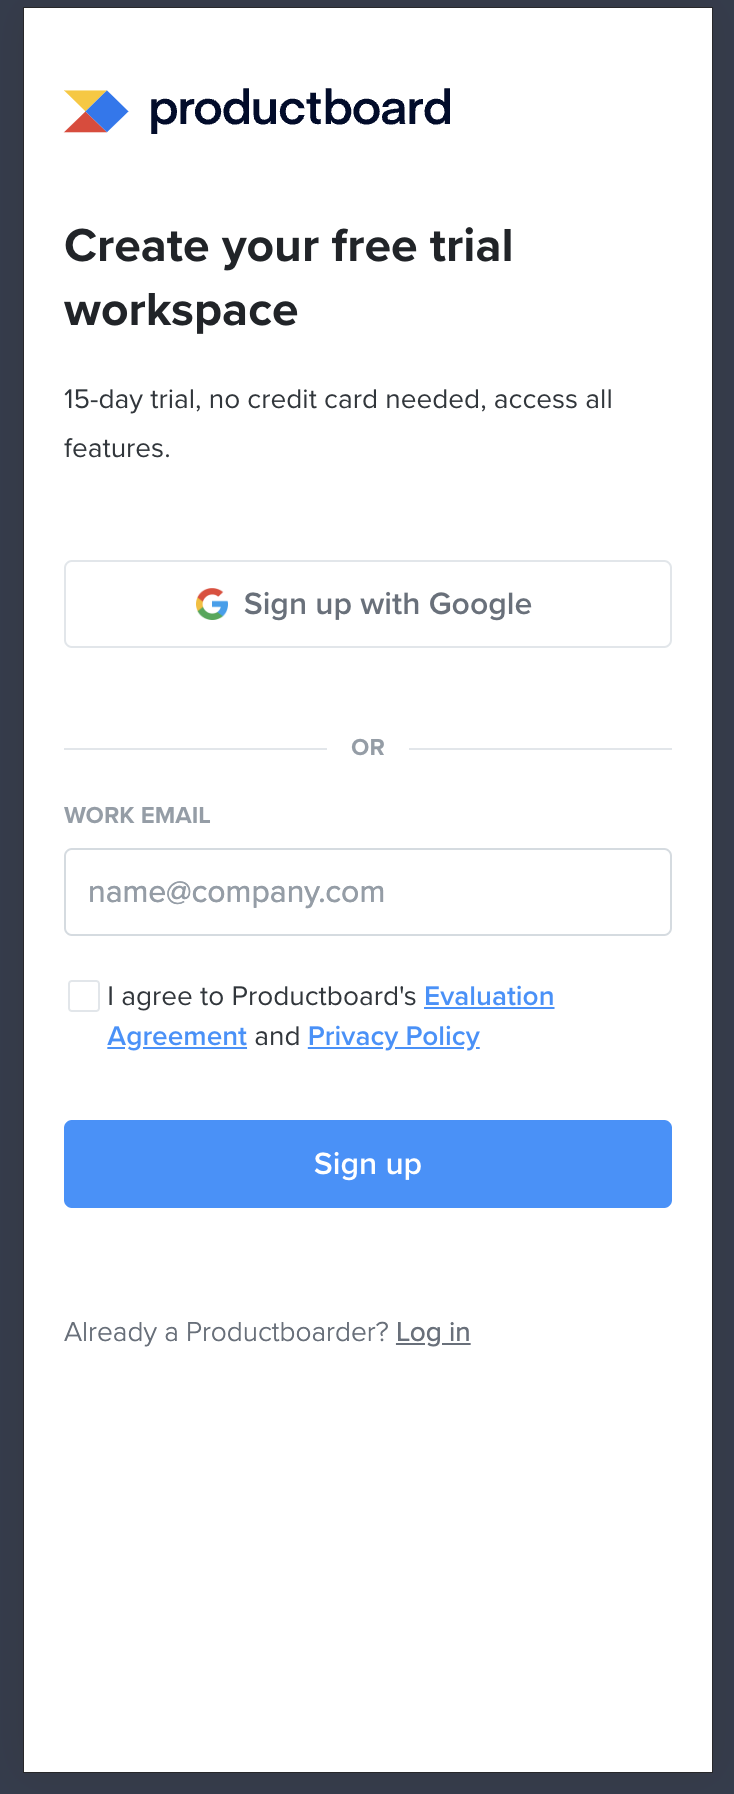 productboard
Create your free trial
workspace
15-day trial, no credit card needed, access all
features.
Sign up with Google
OR
WORK EMAIL
name@company.com
I agree to Productboard's Evaluation
Agreement and Privacy Policy
Sign up
Already a Productboarder? Log in